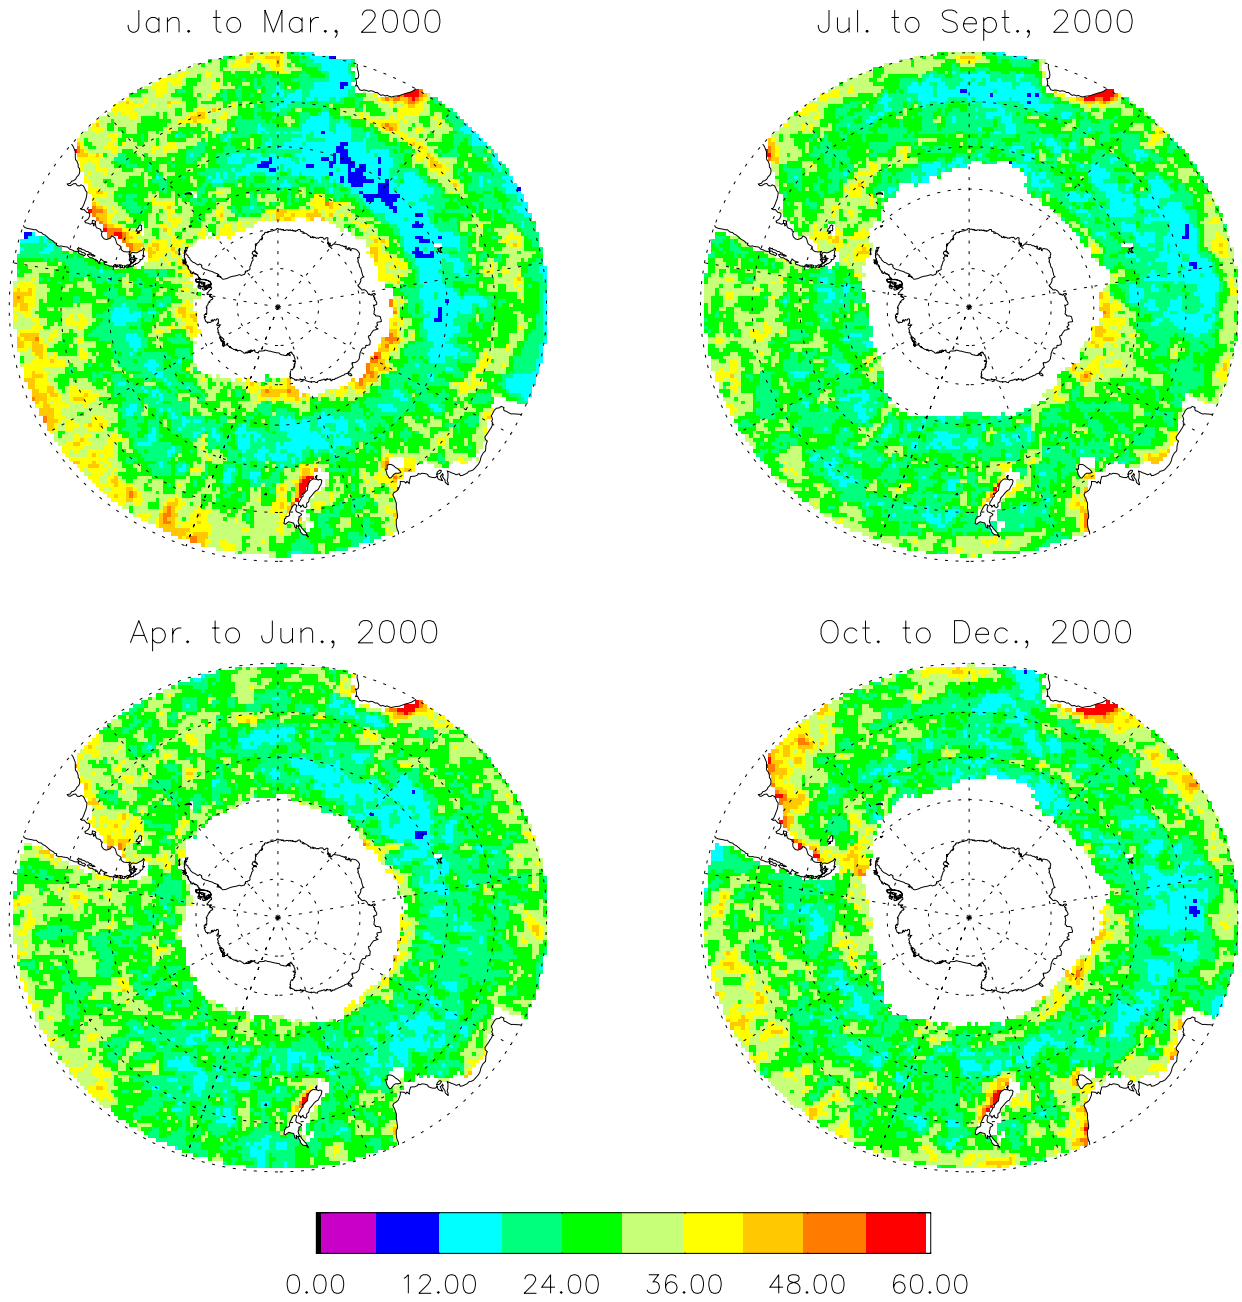 Jan. to Mar., 2000
Jul. to Sept., 2000
Apr. to Jun., 2000
Oct. to Dec., 2000
0.00 12.00 24.00 36.00 48.00 60.00